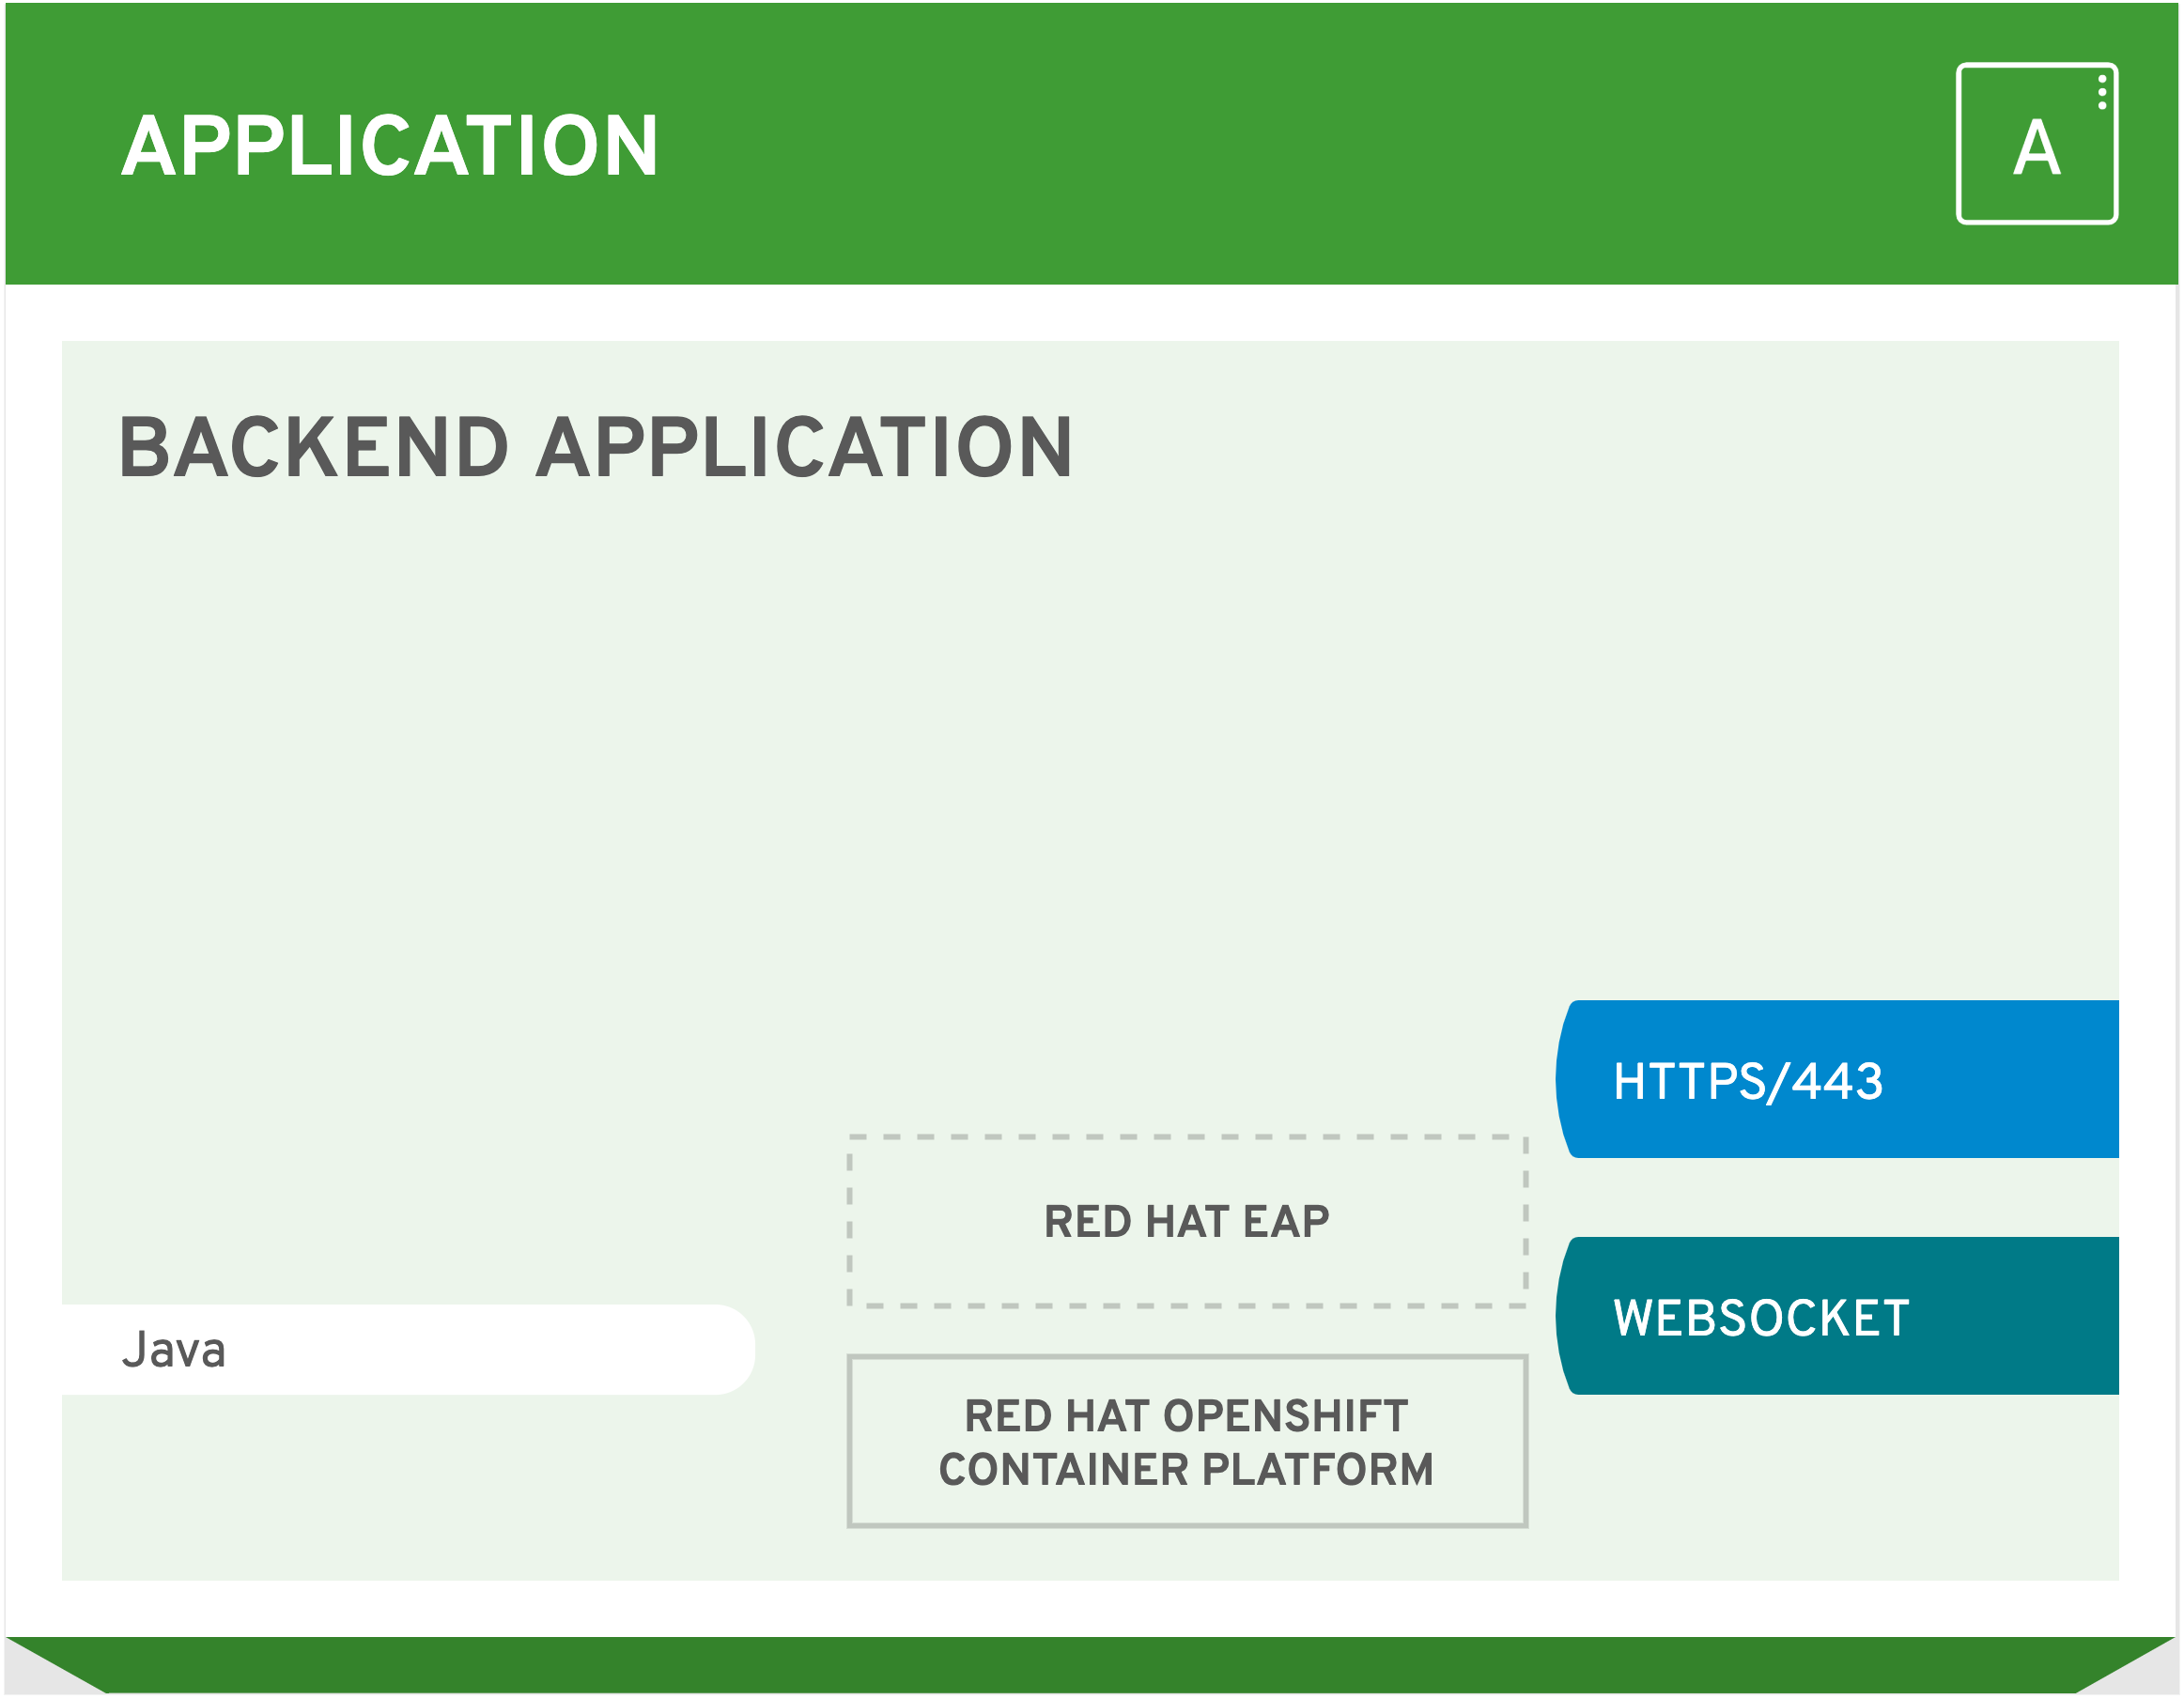 APPLICATION
A
BACKEND APPLICATION
HTTPS/443
RED HAT EAP
WEBSOCKET
Java
RED HAT OPENSHIFT
CONTAINER PLATFORM